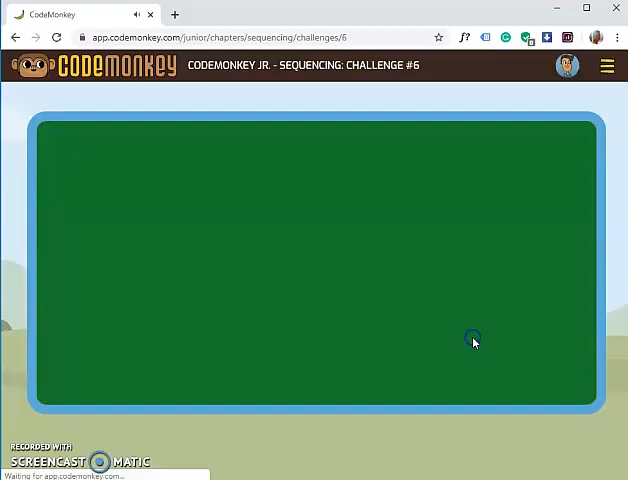 CodeMonkey
app.codemonkey.com/junior/chapters/sequencing/challenges/6
f?
CODEMONKEY
CODEMONKEY JR. - SEQUENCING: CHALLENGE #6
RECORDED WITH
SCREENCAST MATIC
Waiting for app.codemonkey.com...